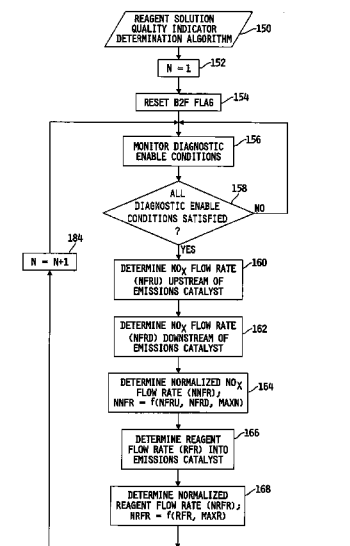 REAGENT SOLUTION
QUALITY INDICATOR
DETERMINATION ALGORITHM
150
N = 1
152
RESET B2F FLAG
154
MONITOR DIAGNOSTIC
ENABLE CONDITIONS
156
ALL
DIAGNOSTIC ENABLE
CONDITIONS SATISFIED
?
158
NO
YES
184
N = N+1
DETERMINE NOX FLOW RATE
(NFRU) UPSTREAM OF
EMISSIONS CATALYST
160
DETERMINE NOX FLOW RATE
(NFRD) DOWNSTREAM OF
EMISSIONS CATALYST
162
DETERMINE NORMALIZED NOX
FLOW RATE (NNFR);
NNFR = f(NFRU, NFRD, MAXN)
164
DETERMINE REAGENT
FLOW RATE (RFR) INTO
EMISSIONS CATALYST
166
DETERMINE NORMALIZED
REAGENT FLOW RATE (NRFR);
NRFR = f(RFR, MAXR)
168